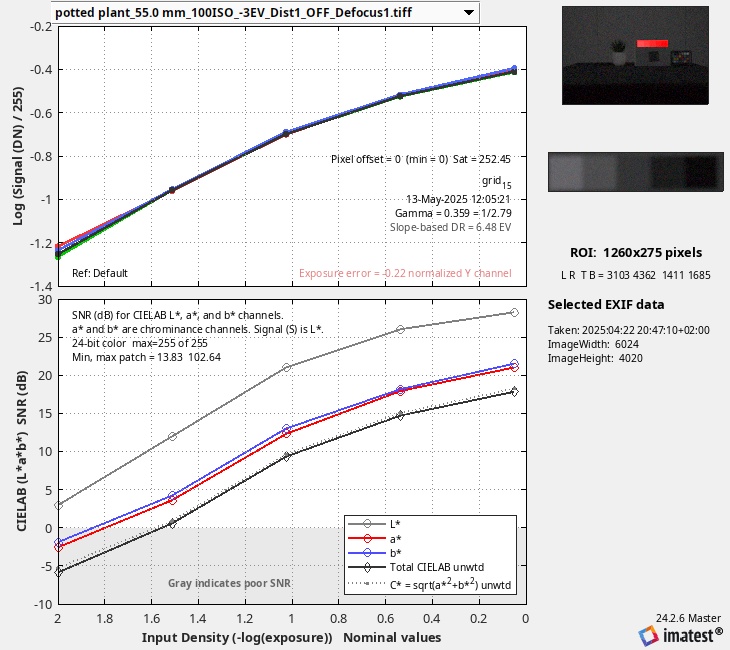 potted plant_55.0 mm_100ISO_-3EV_Dist1_OFF_Defocus1.tiff
-0.2
-0.4
-0.6
-0.8
-1
-1.2
-1.4
Log (Signal (DN) / 255)
Pixel offset = 0 (min = 0) Sat = 252.45
grid15
13-May-2025 12:05:21
Gamma = 0.359 = 1/2.79
Slope-based DR = 6.48 EV
Ref: Default
Exposure error = -0.22 normalized Y channel
ROI: 1260x275 pixels
L R T B = 3103 4362 1411 1685
Selected EXIF data
Taken: 2025:04:22 20:47:10+02:00
ImageWidth: 6024
ImageHeight: 4020
30
25
20
15
10
5
0
-5
-10
CIELAB (L*a*b*) SNR (dB)
SNR (dB) for CIELAB L*, a*, and b* channels.
a* and b* are chrominance channels. Signal (S) is L*.
24-bit color max=255 of 255
Min, max patch = 13.83 102.64
L*
a*
b*
Total CIELAB unwtd
C* = sqrt(a*2+b*2) unwtd
Gray indicates poor SNR
2 1.8 1.6 1.4 1.2 1 0.8 0.6 0.4 0.2 0
Input Density (-log(exposure)) Nominal values
24.2.6 Master
imatest®